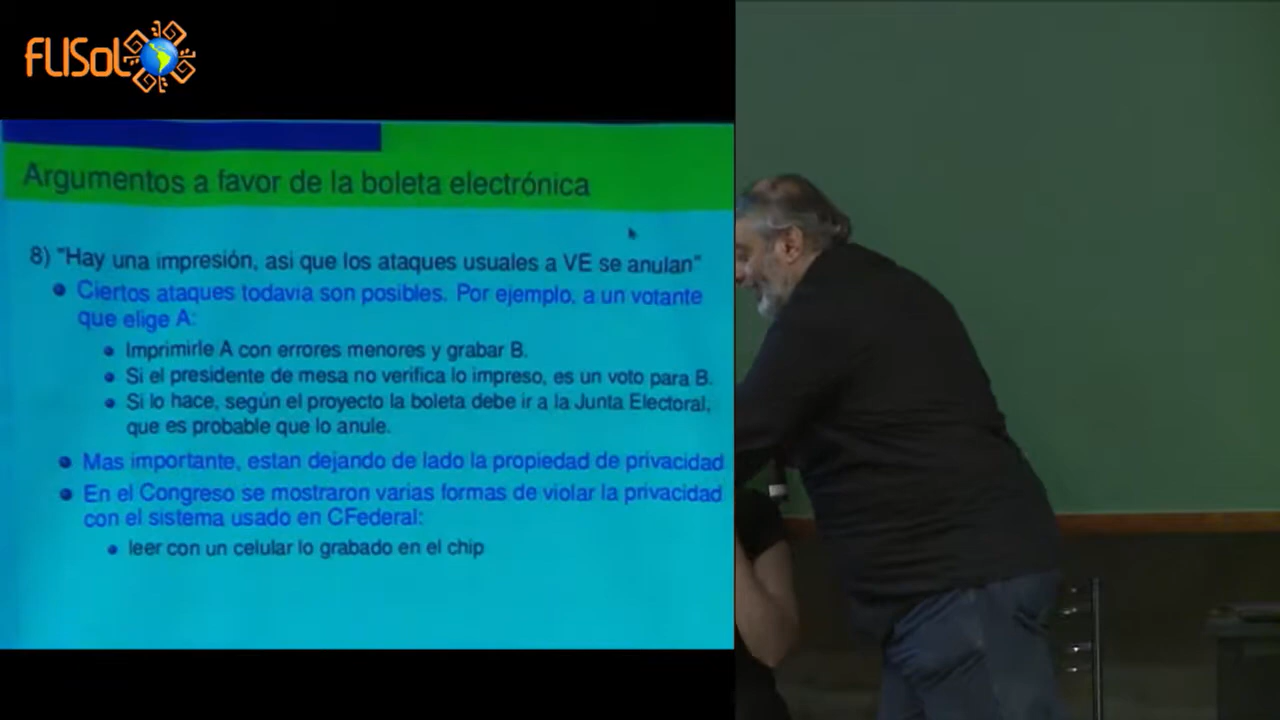 FLISoL
Argumentos a favor de la boleta electrónica
8) "Hay una impresión, asi que los ataques usuales a VE se anulan"
Ciertos ataques todavia son posibles. Por ejemplo, a un votante
que elige A:
Imprimirle A con errores menores y grabar B.
Si el presidente de mesa no verifica lo impreso, es un voto para B.
Si lo hace, según el proyecto la boleta debe ir a la Junta Electoral,
que es probable que lo anule.
Mas importante, estan dejando de lado la propiedad de privacidad
En el Congreso se mostraron varias formas de violar la privacidad
con el sistema usado en CFederal:
leer con un celular lo grabado en el chip